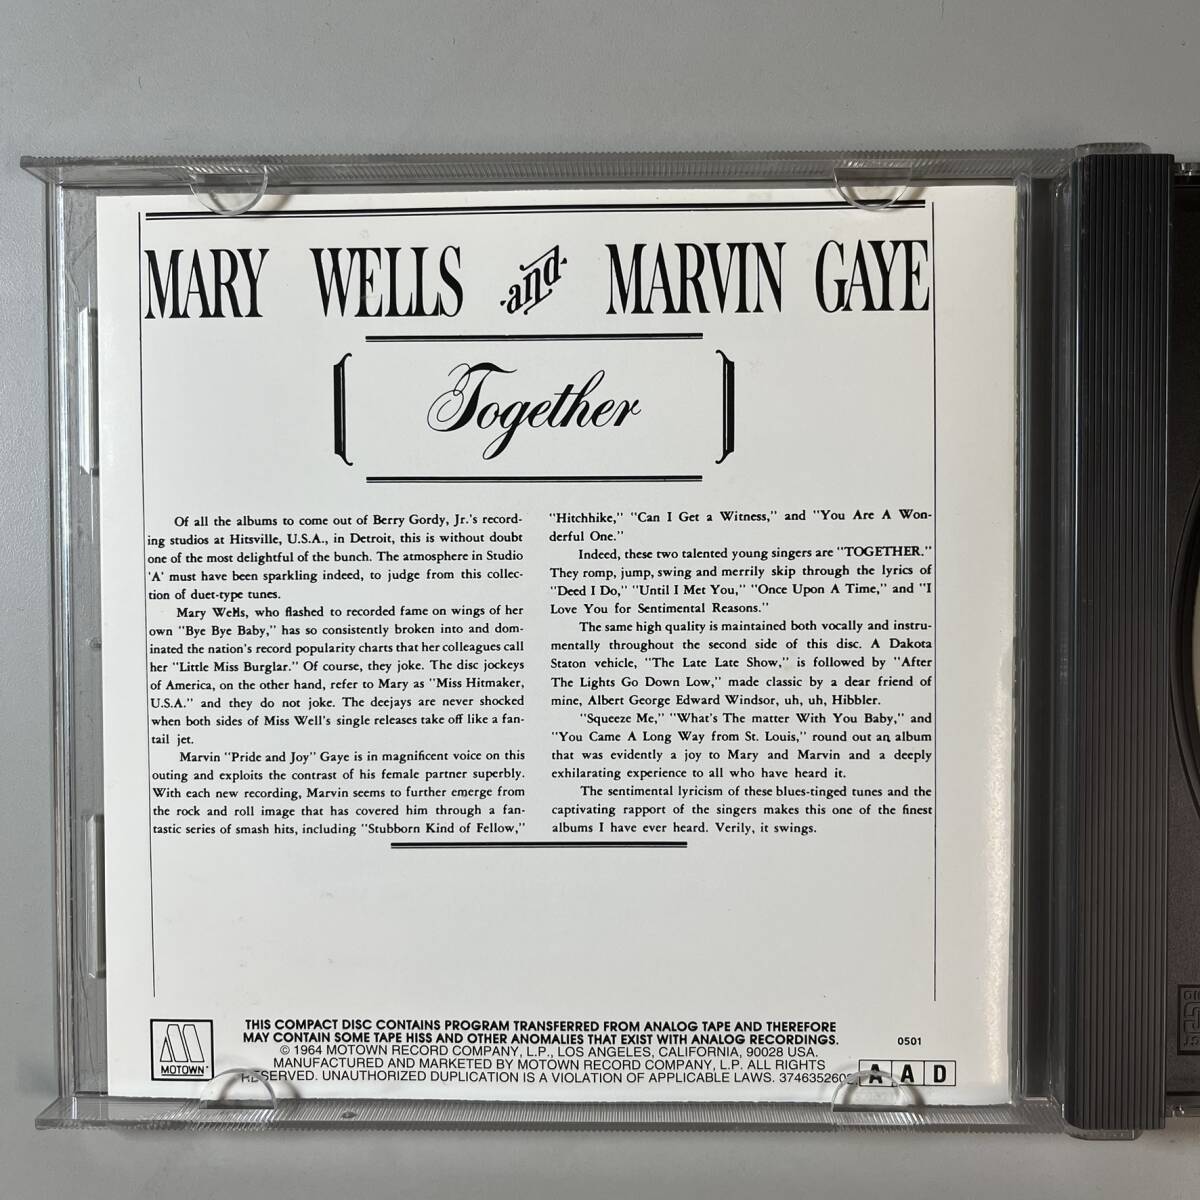 MARY WELLS and MARVIN GAYE
Together
Of all the albums to come out of Berry Gordy, Jr.'s record-
ing studios at Hitsville, U.S.A., in Detroit, this is without doubt
one of the most delightful of the bunch. The atmosphere in Studio
'A' must have been sparkling indeed, to judge from this collec-
tion of duet-type tunes.
Mary Wells, who flashed to recorded fame on wings of her
own "Bye Bye Baby," has so consistently broken into and dom-
inated the nation's record popularity charts that her colleagues call
her "Little Miss Burglar." Of course, they joke. The disc jockeys
of America, on the other hand, refer to Mary as "Miss Hitmaker,
U.S.A." and they do not joke. The deejays are never shocked
when both sides of Miss Well's single releases take off like a fan-
tail jet.
Marvin "Pride and Joy" Gaye is in magnificent voice on this
outing and exploits the contrast of his female partner superbly.
With each new recording, Marvin seems to further emerge from
the rock and roll image that has covered him through a fan-
tastic series of smash hits, including "Stubborn Kind of Fellow,"
"Hitchhike," "Can I Get a Witness," and "You Are A Won-
derful One."
Indeed, these two talented young singers are "TOGETHER."
They romp, jump, swing and merrily skip through the lyrics of
"Deed I Do," "Until I Met You," "Once Upon A Time," and "I
Love You for Sentimental Reasons."
The same high quality is maintained both vocally and instru-
mentally throughout the second side of this disc. A Dakota
Staton vehicle, "The Late Late Show," is followed by "After
The Lights Go Down Low," made classic by a dear friend of
mine, Albert George Edward Windsor, uh, uh, Hibbler.
"Squeeze Me," "What's The matter With You Baby," and
"You Came A Long Way from St. Louis," round out an album
that was evidently a joy to Mary and Marvin and a deeply
exhilarating experience to all who have heard it.
The sentimental lyricism of these blues-tinged tunes and the
captivating rapport of the singers makes this one of the finest
albums I have ever heard. Verily, it swings.
MOTOWN
THIS COMPACT DISC CONTAINS PROGRAM TRANSFERRED FROM ANALOG TAPE AND THEREFORE
MAY CONTAIN SOME TAPE HISS AND OTHER ANOMALIES THAT EXIST WITH ANALOG RECORDINGS.
© 1964 MOTOWN RECORD COMPANY, L.P., LOS ANGELES, CALIFORNIA, 90028 USA.
MANUFACTURED AND MARKETED BY MOTOWN RECORD COMPANY, L.P. ALL RIGHTS
RESERVED. UNAUTHORIZED DUPLICATION IS A VIOLATION OF APPLICABLE LAWS.
0501
A A D